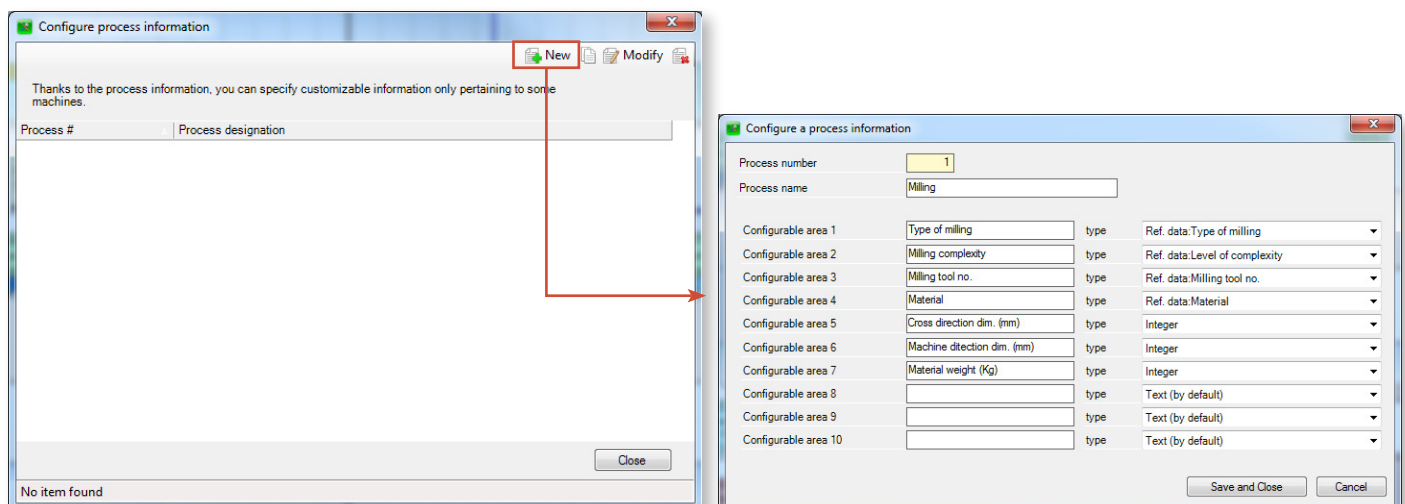 Configure process information
New Modify
Thanks to the process information, you can specify customizable information only pertaining to some
machines.
Process # Process designation
Close
No item found
Configure a process information
Process number 1
Process name Milling
Configurable area 1 Type of milling type Ref. data:Type of milling
Configurable area 2 Milling complexity type Ref. data:Level of complexity
Configurable area 3 Milling tool no. type Ref. data:Milling tool no.
Configurable area 4 Material type Ref. data:Material
Configurable area 5 Cross direction dim. (mm) type Integer
Configurable area 6 Machine ditection dim. (mm) type Integer
Configurable area 7 Material weight (Kg) type Integer
Configurable area 8 type Text (by default)
Configurable area 9 type Text (by default)
Configurable area 10 type Text (by default)
Save and Close Cancel